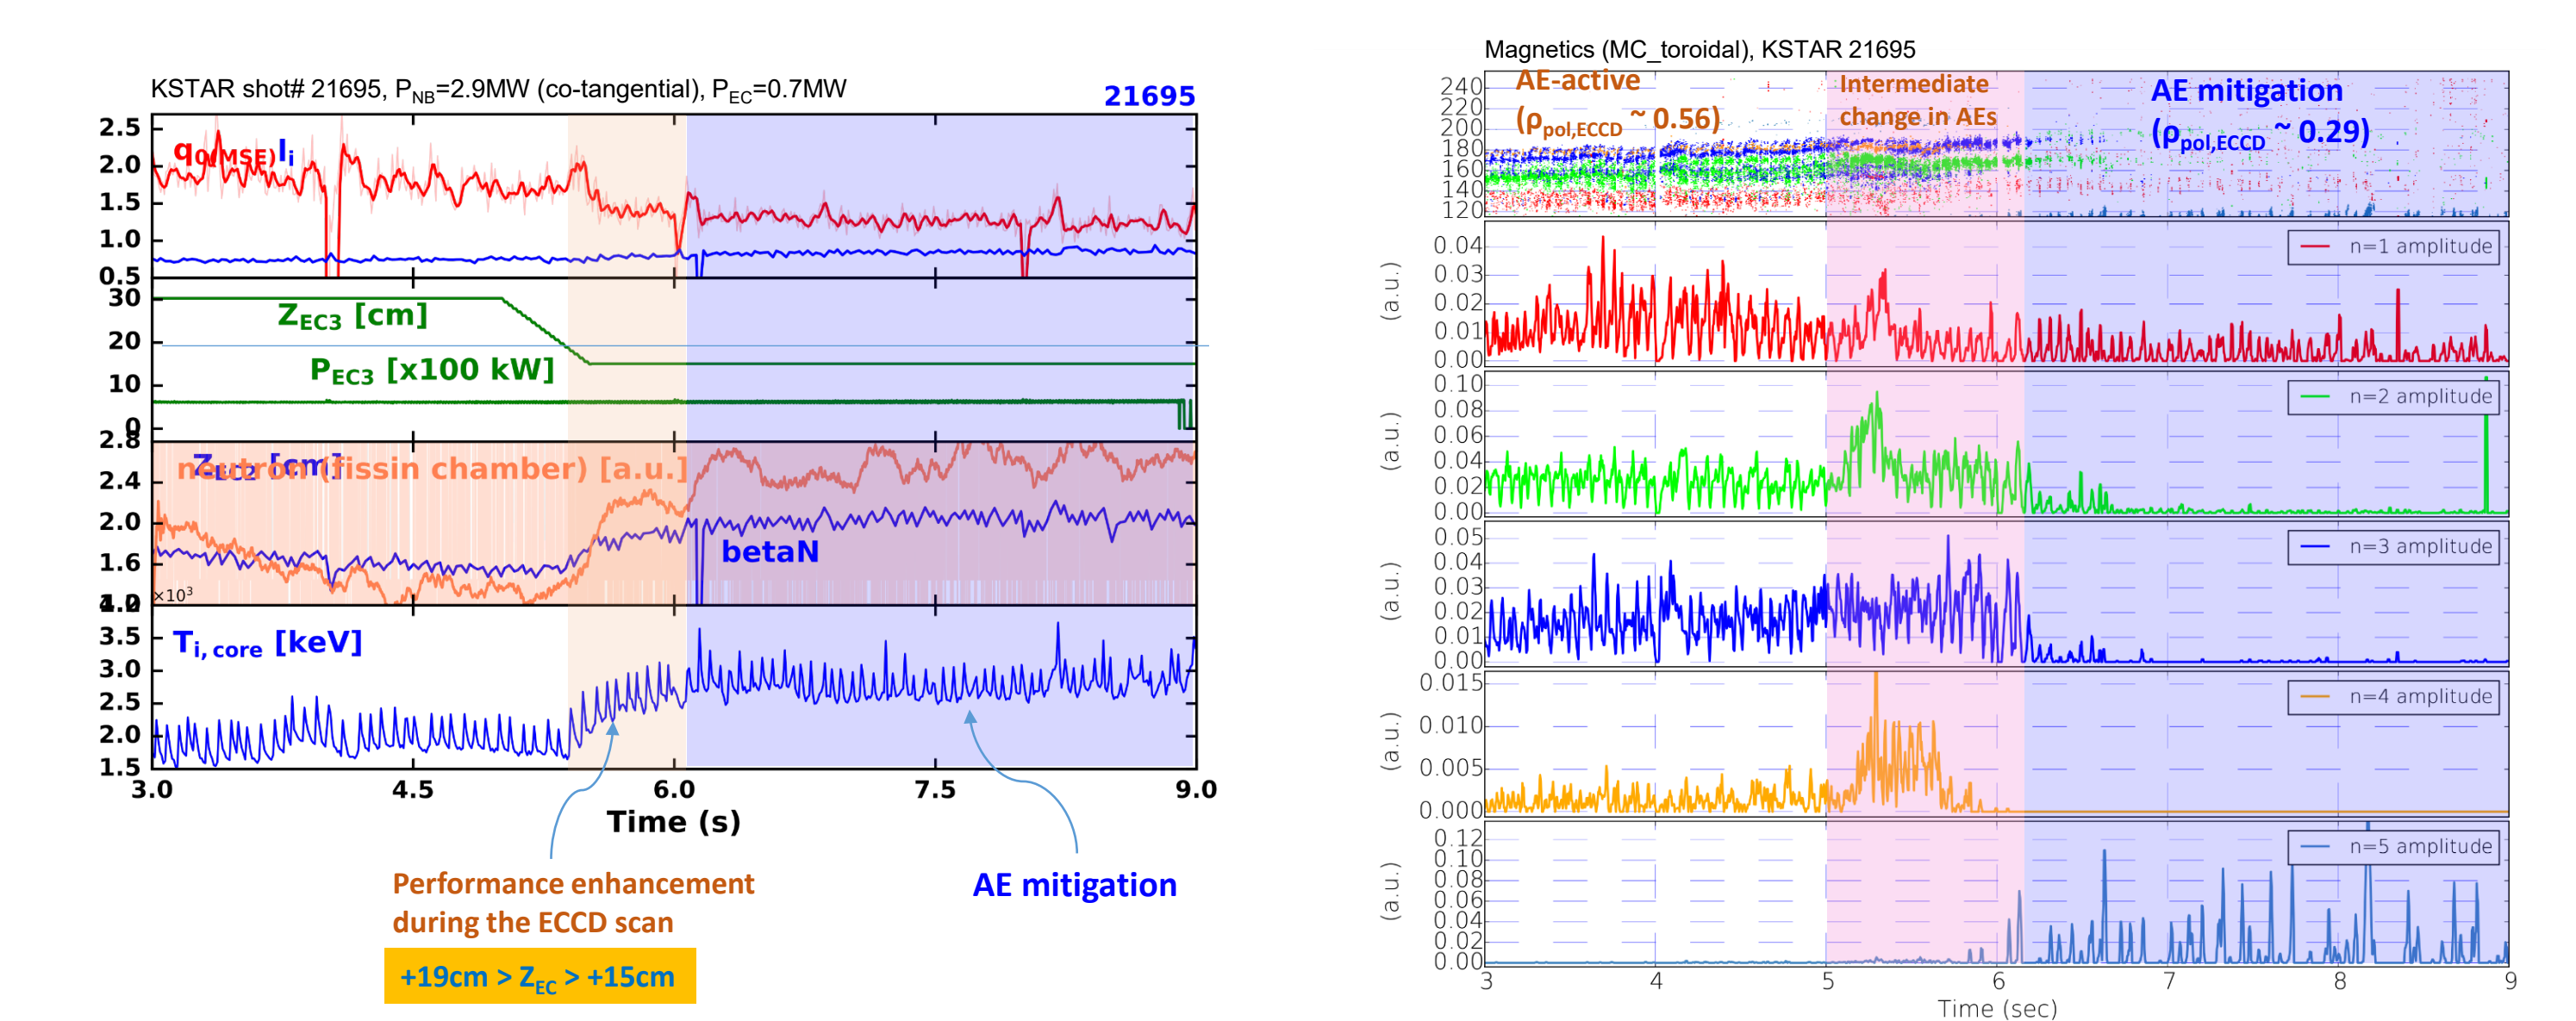 KSTAR shot# 21695, PNB=2.9MW (co-tangential), PEC=0.7MW
21695
2.5
2.0
1.5
1.0
0.5
q0(MSE)li
30
20
10
0
ZEC3 [cm]
PEC3 [x100 kW]
2.8
2.4
2.0
1.6
ZEC2 [cm]
neutron (fissin chamber) [a.u.]
betaN
×10³
4.0
3.5
3.0
2.5
2.0
1.5
Ti, core [keV]
3.0 4.5 6.0 7.5 9.0
Time (s)
Performance enhancement
during the ECCD scan
+19cm > ZEC > +15cm
AE mitigation
Magnetics (MC_toroidal), KSTAR 21695
AE-active
(ρpol,ECCD ~ 0.56)
Intermediate
change in AEs
AE mitigation
(ρpol,ECCD ~ 0.29)
240
220
200
180
160
140
120
0.04
0.03
0.02
0.01
0.00
(a.u.)
n=1 amplitude
0.10
0.08
0.06
0.04
0.02
0.00
(a.u.)
n=2 amplitude
0.05
0.04
0.03
0.02
0.01
0.00
(a.u.)
n=3 amplitude
0.015
0.010
0.005
0.000
(a.u.)
n=4 amplitude
0.12
0.10
0.08
0.06
0.04
0.02
0.00
(a.u.)
n=5 amplitude
3 4 5 6 7 8 9
Time (sec)